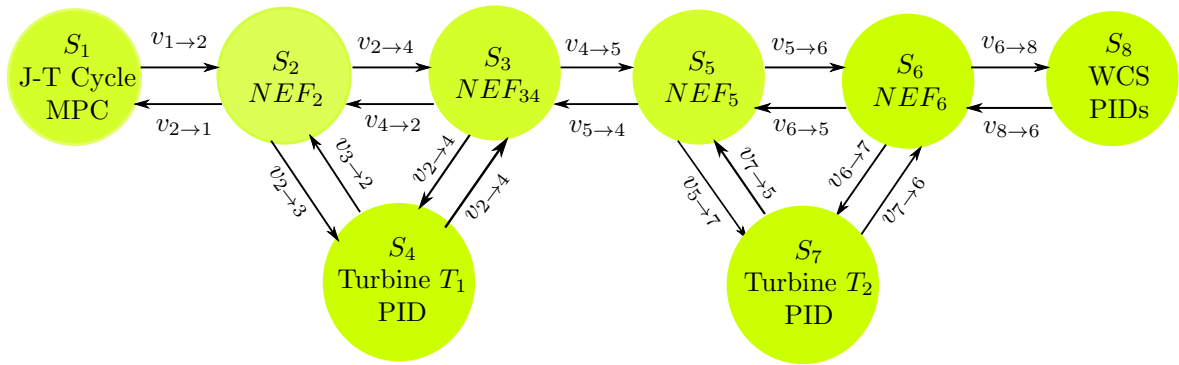 S₁
J-T Cycle
MPC
v₁→₂
v₂→₁
S₂
NEF₂
v₂→₄
v₄→₂
S₃
NEF₃₄
v₄→₅
v₅→₄
S₅
NEF₅
v₅→₆
v₆→₅
S₆
NEF₆
v₆→₈
v₈→₆
S₈
WCS
PIDs
v₂→₃
v₃→₂
v₂→₄
v₂→₄
v₅→₇
v₇→₅
v₆→₇
v₇→₆
S₄
Turbine T₁
PID
S₇
Turbine T₂
PID